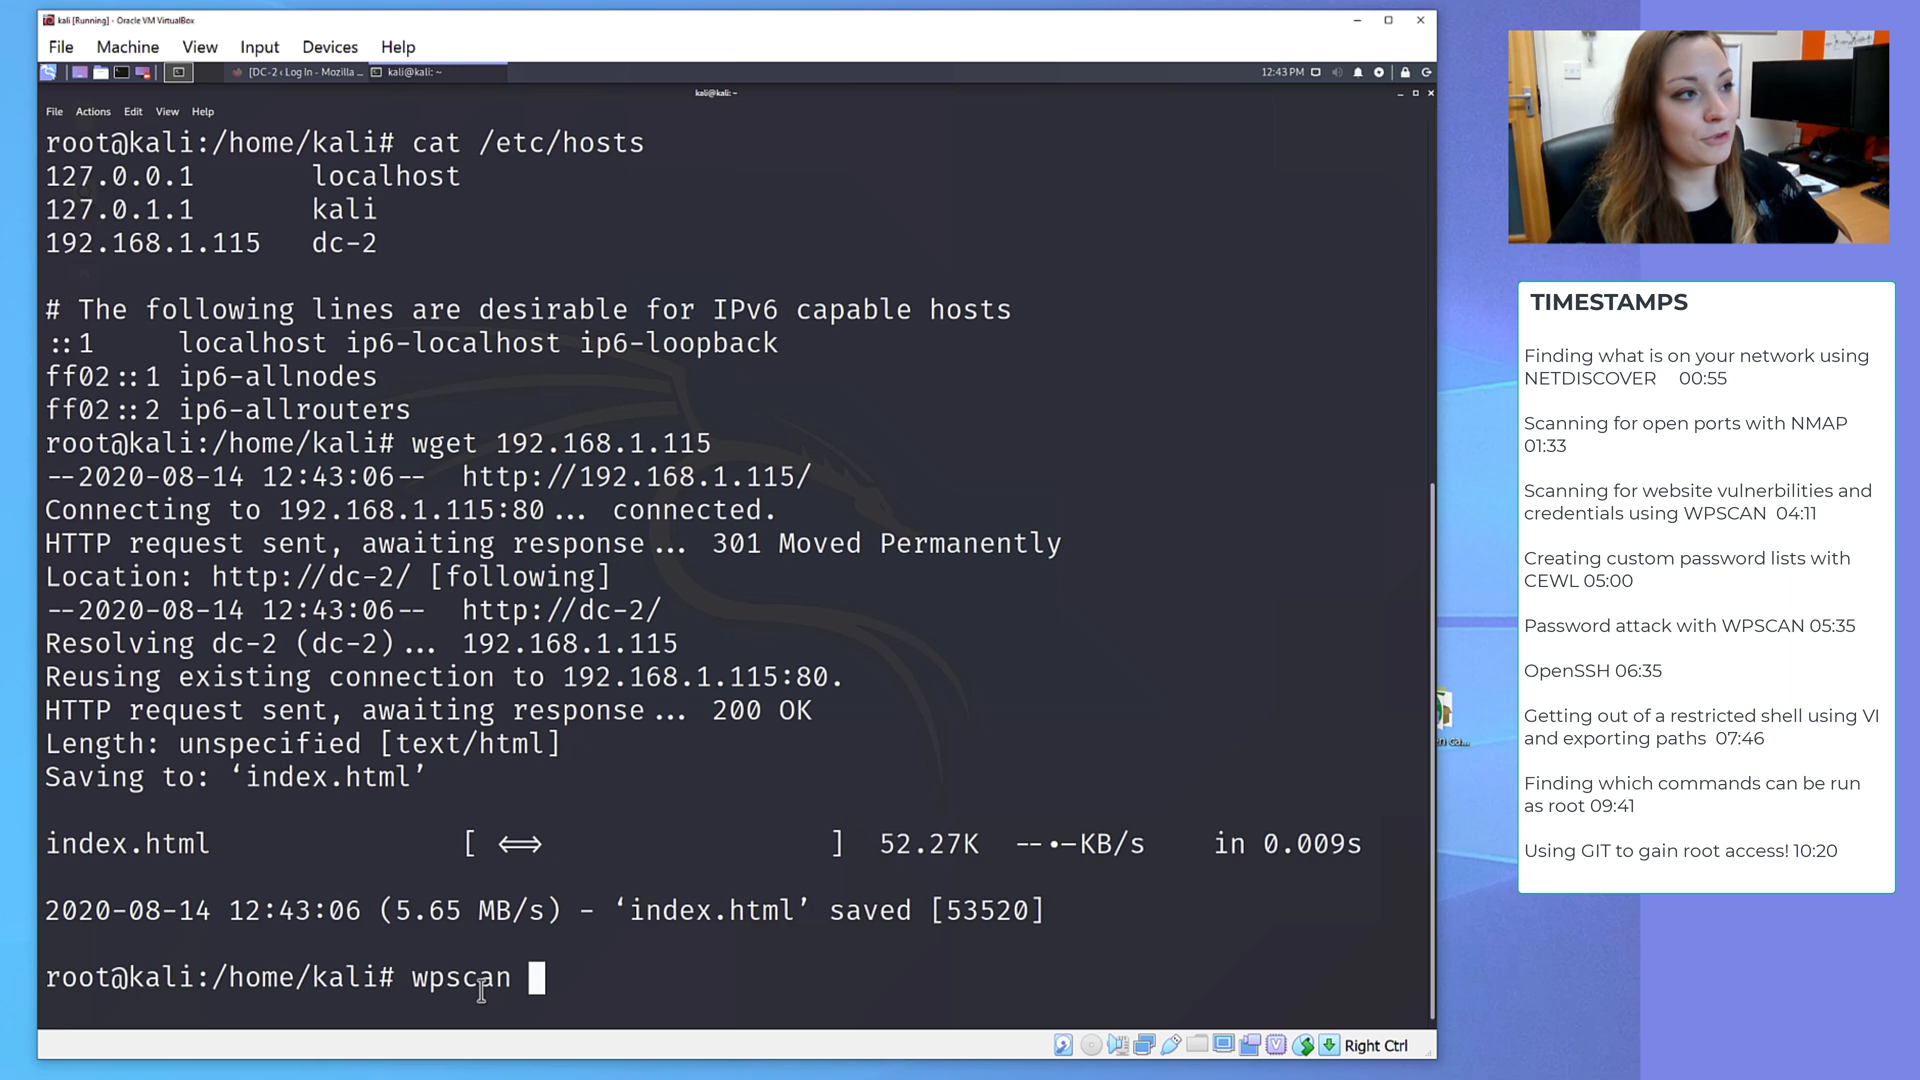 kali [Running] - Oracle VM VirtualBox
File Machine View Input Devices Help
[DC-2 ‹ Log In - Mozilla ... kali@kali: ~ 12:43 PM
kali@kali: ~
File Actions Edit View Help
root@kali:/home/kali# cat /etc/hosts
127.0.0.1 localhost
127.0.1.1 kali
192.168.1.115 dc-2
# The following lines are desirable for IPv6 capable hosts
::1 localhost ip6-localhost ip6-loopback
ff02::1 ip6-allnodes
ff02::2 ip6-allrouters
root@kali:/home/kali# wget 192.168.1.115
--2020-08-14 12:43:06-- http://192.168.1.115/
Connecting to 192.168.1.115:80... connected.
HTTP request sent, awaiting response... 301 Moved Permanently
Location: http://dc-2/ [following]
--2020-08-14 12:43:06-- http://dc-2/
Resolving dc-2 (dc-2)... 192.168.1.115
Reusing existing connection to 192.168.1.115:80.
HTTP request sent, awaiting response... 200 OK
Length: unspecified [text/html]
Saving to: ‘index.html’
index.html [ <=> ] 52.27K --.-KB/s in 0.009s
2020-08-14 12:43:06 (5.65 MB/s) - ‘index.html’ saved [53520]
root@kali:/home/kali# wpscan
Right Ctrl
TIMESTAMPS
Finding what is on your network using
NETDISCOVER 00:55
Scanning for open ports with NMAP
01:33
Scanning for website vulnerbilities and
credentials using WPSCAN 04:11
Creating custom password lists with
CEWL 05:00
Password attack with WPSCAN 05:35
OpenSSH 06:35
Getting out of a restricted shell using VI
and exporting paths 07:46
Finding which commands can be run
as root 09:41
Using GIT to gain root access! 10:20